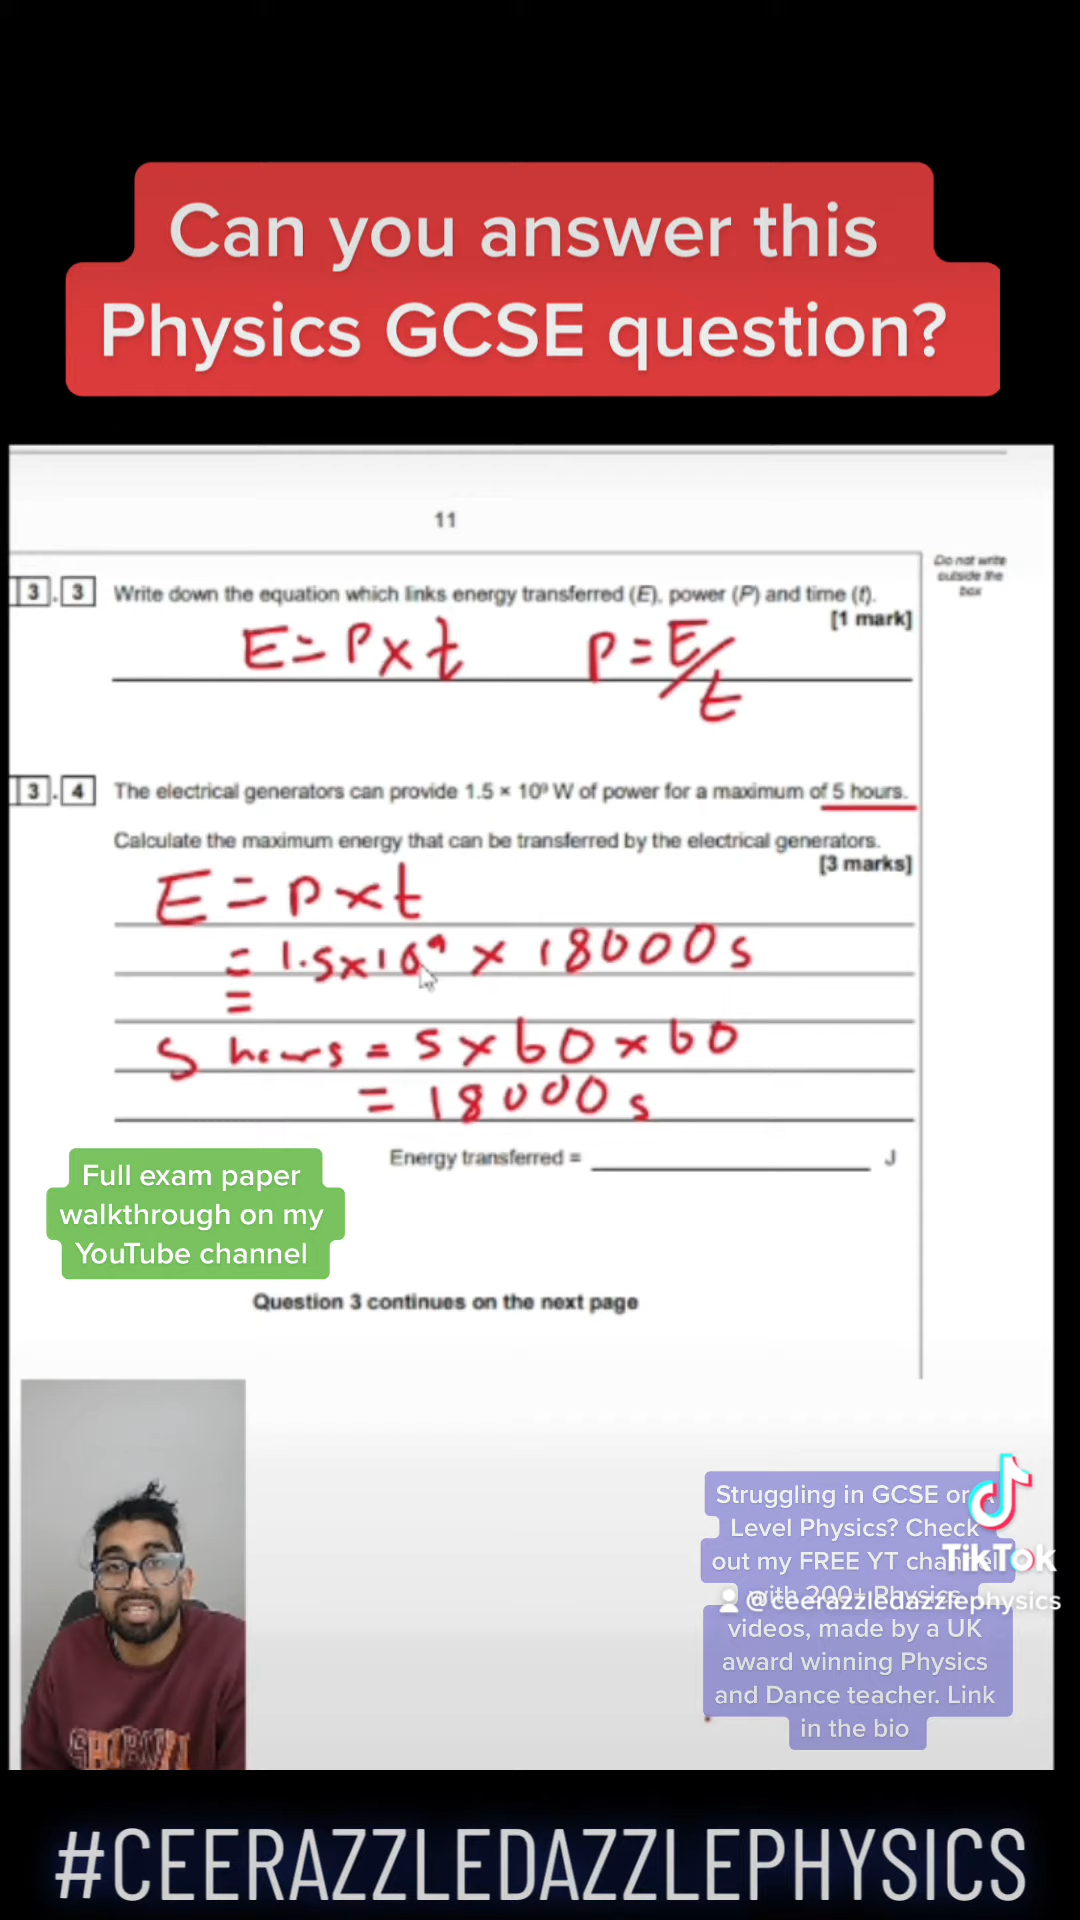 Can you answer this
Physics GCSE question?
11
Do not write
outside the
box
3 . 3 Write down the equation which links energy transferred (E), power (P) and time (t).
[1 mark]
E = P x t P = E/t
3 . 4 The electrical generators can provide 1.5 × 10⁹ W of power for a maximum of 5 hours.
Calculate the maximum energy that can be transferred by the electrical generators.
[3 marks]
E = P x t
= 1.5 x 10⁹ x 18000 s
=
5 hours = 5 x 60 x 60
= 18000 s
Energy transferred = ______ J
Full exam paper
walkthrough on my
YouTube channel
Question 3 continues on the next page
Struggling in GCSE or
Level Physics? Check
out my FREE YT channel
with 200+ Physics
videos, made by a UK
award winning Physics
and Dance teacher. Link
in the bio
TikTok
@ceerazzledazzlephysics
#CEERAZZLEDAZZLEPHYSICS